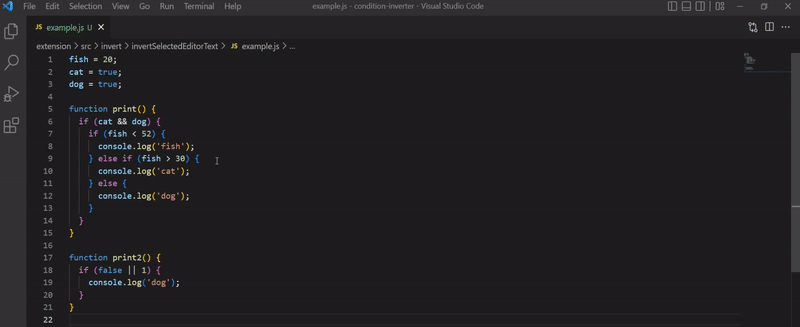 File Edit Selection View Go Run Terminal Help example.js - condition-inverter - Visual Studio Code
JS example.js U
extension > src > invert > invertSelectedEditorText > JS example.js > ...
1 fish = 20;
2 cat = true;
3 dog = true;
4
5 function print() {
6 if (cat && dog) {
7 if (fish < 52) {
8 console.log('fish');
9 } else if (fish > 30) {
10 console.log('cat');
11 } else {
12 console.log('dog');
13 }
14 }
15 }
16
17 function print2() {
18 if (false || 1) {
19 console.log('dog');
20 }
21 }
22